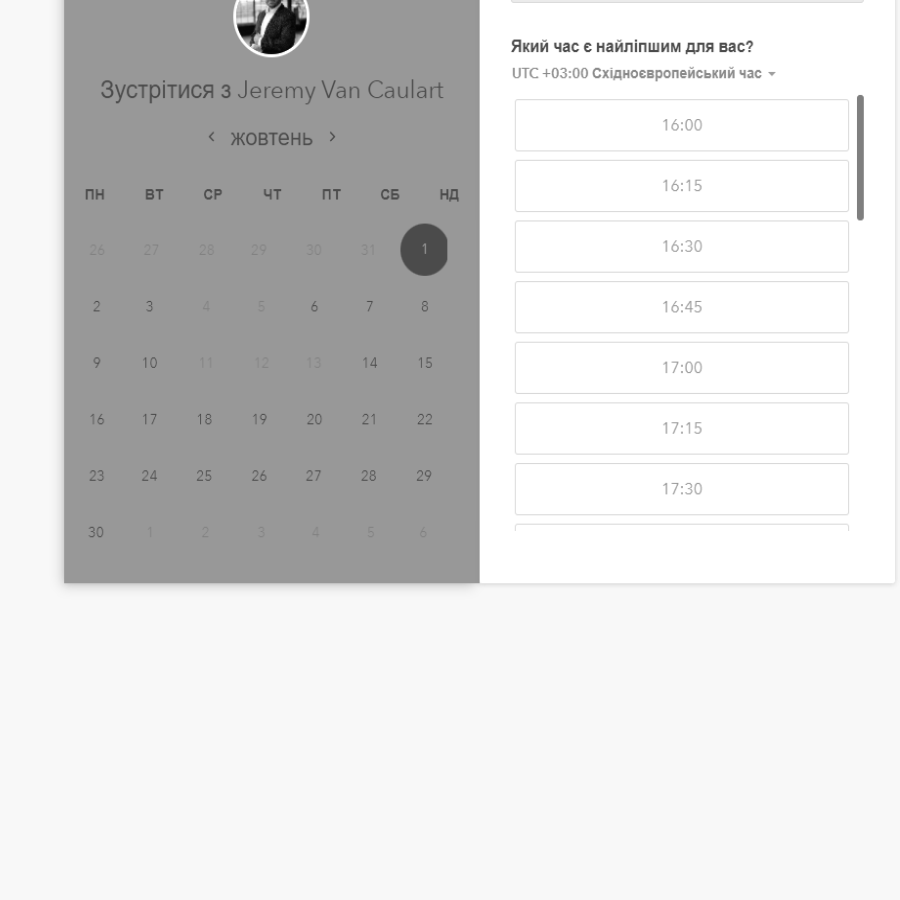 Зустрітися з Jeremy Van Caulart
жовтень
ПН ВТ СР ЧТ ПТ СБ НД
26 27 28 29 30 31 1
2 3 4 5 6 7 8
9 10 11 12 13 14 15
16 17 18 19 20 21 22
23 24 25 26 27 28 29
30 1 2 3 4 5 6
Який час є найліпшим для вас?
UTC +03:00 Східноєвропейський час
16:00
16:15
16:30
16:45
17:00
17:15
17:30